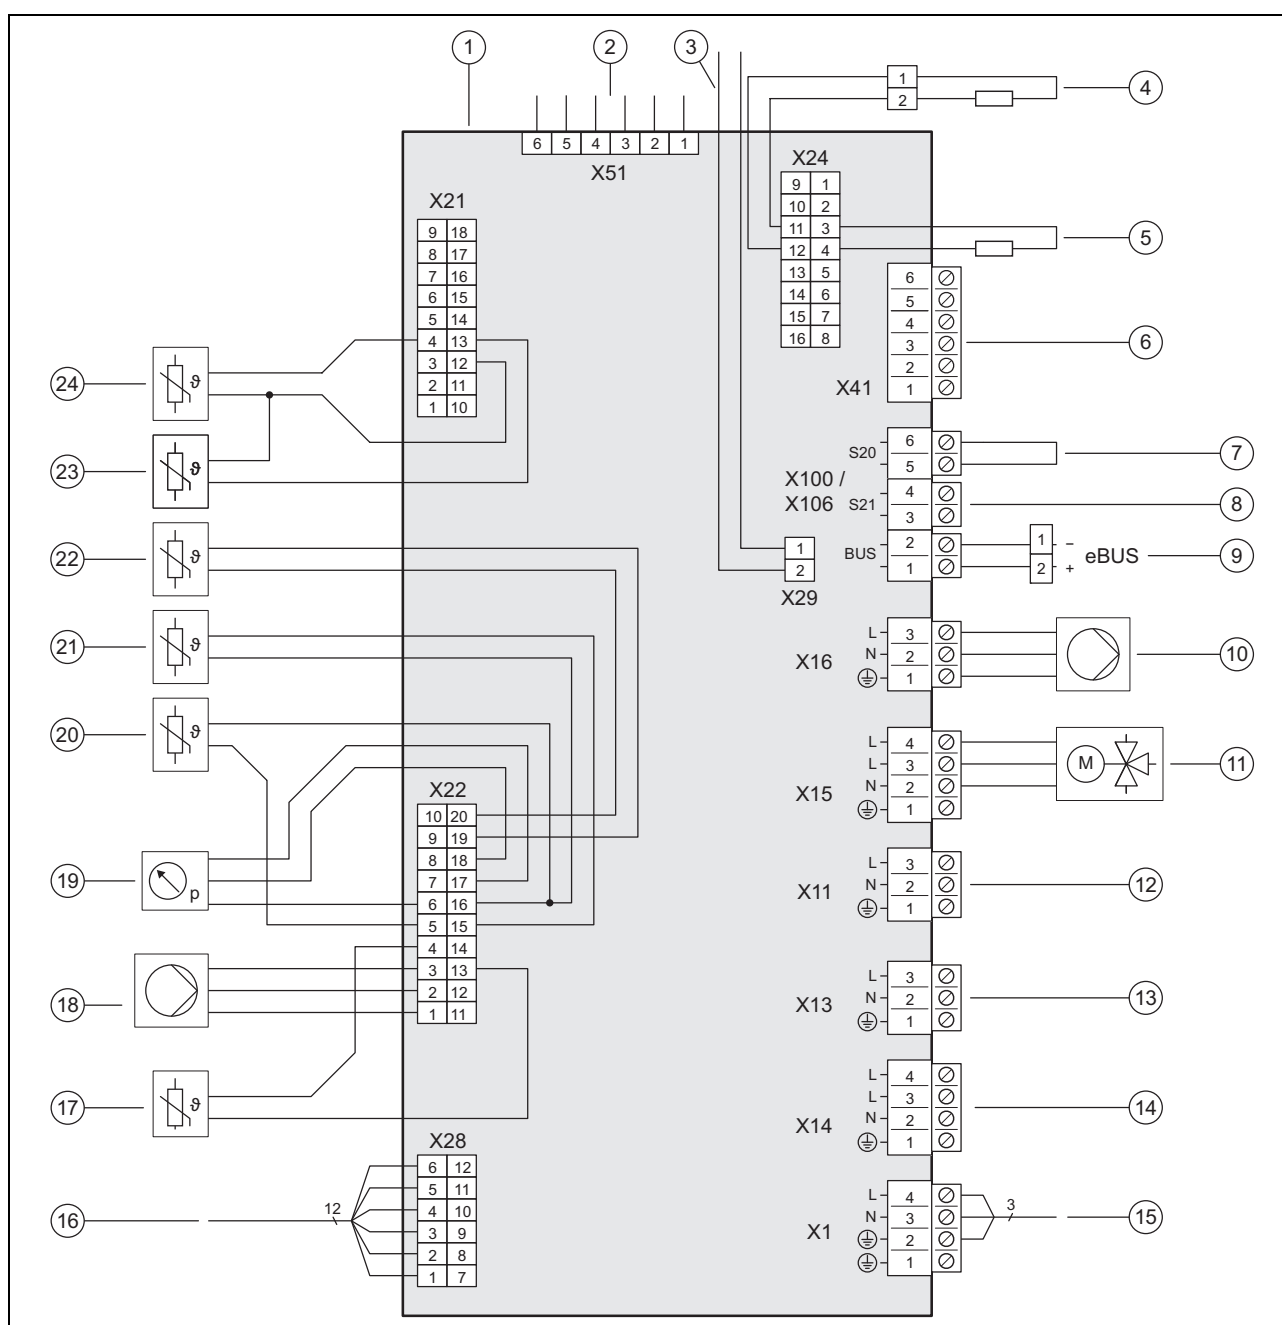 1 2 3
1
2
4
6 5 4 3 2 1
X51
X24
9 1
10 2
11 3
12 4
13 5
14 6
15 7
16 8
5
X21
9 18
8 17
7 16
6 15
5 14
4 13
3 12
2 11
1 10
6
5
4
3
2
1
X41
6
24 ϑ
23 ϑ
S20
6
5
7
X100 /
X106
S21
4
3
8
BUS
2
1
1 –
2 +
eBUS
9
1
2
X29
22 ϑ
21 ϑ
20 ϑ
X16
L 3
N 2
1
10
X15
L 4
L 3
N 2
1
M
11
X22
10 20
9 19
8 18
7 17
6 16
5 15
4 14
3 13
2 12
1 11
19 p
18
17 ϑ
X11
L 3
N 2
1
12
X13
L 3
N 2
1
13
X14
L 4
L 3
N 2
1
14
X28
6 12
5 11
4 10
3 9
2 8
1 7
16 12
X1
L 4
N 3
2
1
3
15